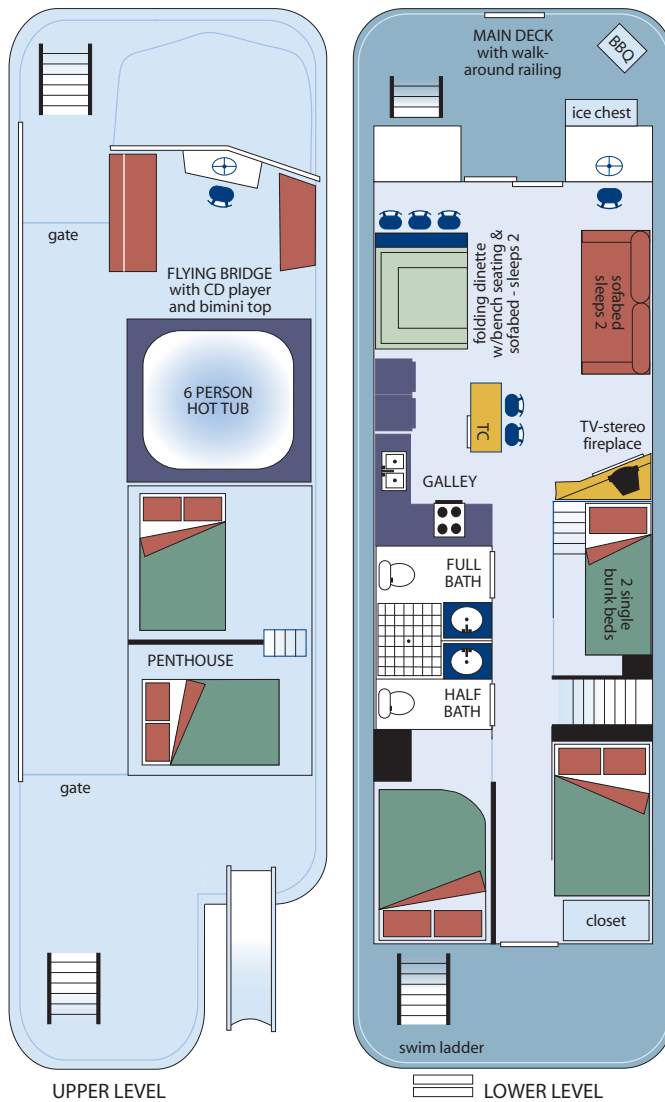 gate
FLYING BRIDGE
with CD player
and bimini top
6 PERSON
HOT TUB
PENTHOUSE
gate
UPPER LEVEL
MAIN DECK
with walk-
around railing
BBQ
ice chest
folding dinette
w/bench seating &
sofabed - sleeps 2
sofabed
sleeps 2
TC
TV-stereo
fireplace
GALLEY
FULL
BATH
2 single
bunk beds
HALF
BATH
closet
swim ladder
LOWER LEVEL